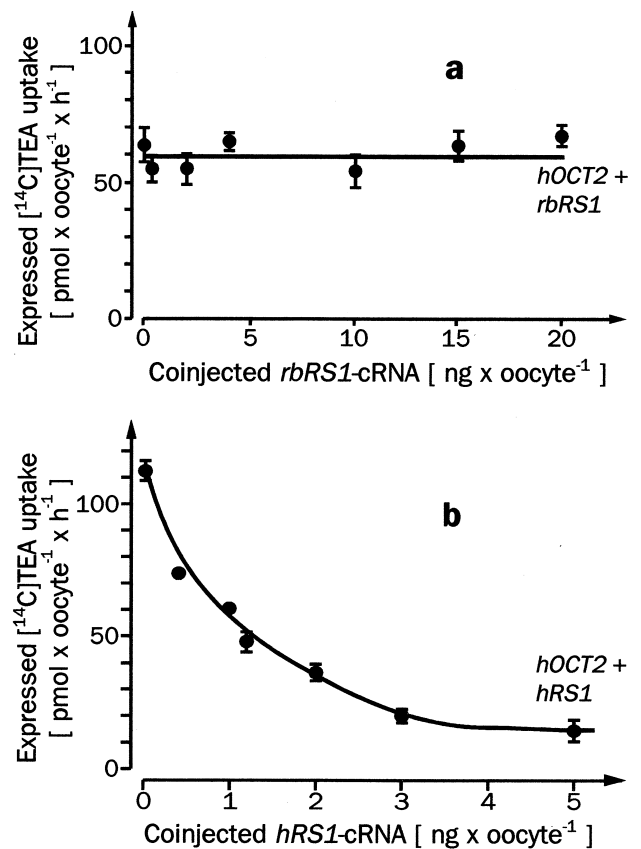 Expressed [¹⁴C]TEA uptake
[ pmol x oocyte⁻¹ x h⁻¹ ]
100
50
0
a
hOCT2 +
rbRS1
0 5 10 15 20
Coinjected rbRS1-cRNA [ ng x oocyte⁻¹ ]
Expressed [¹⁴C]TEA uptake
[ pmol x oocyte⁻¹ x h⁻¹ ]
100
50
0
b
hOCT2 +
hRS1
0 1 2 3 4 5
Coinjected hRS1-cRNA [ ng x oocyte⁻¹ ]